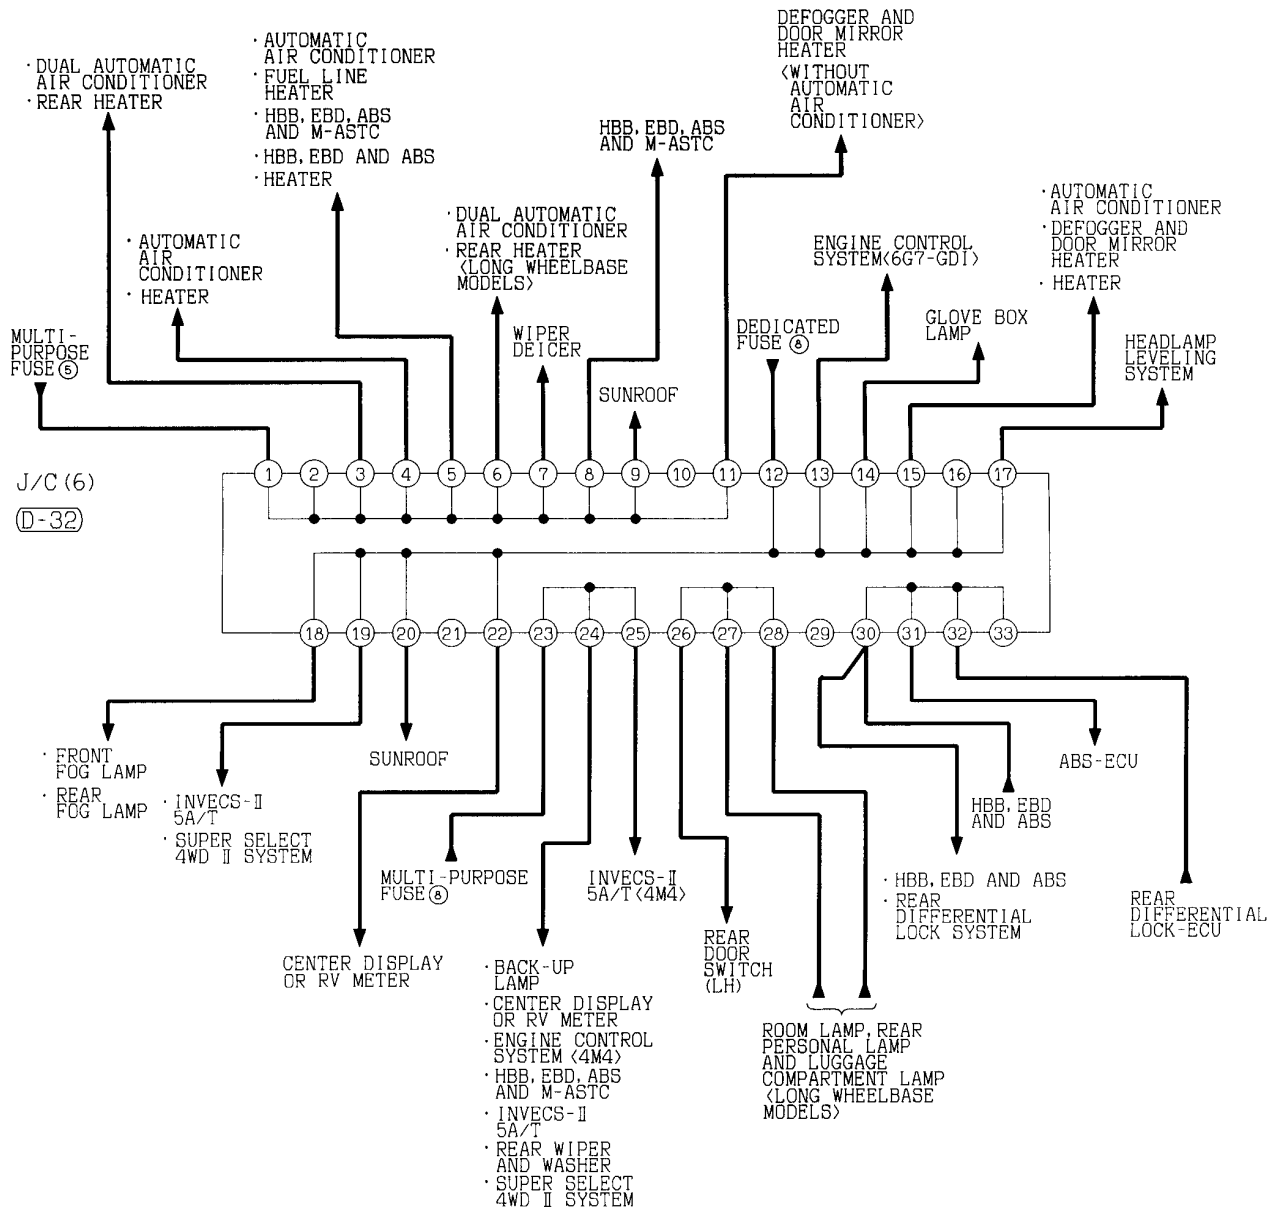 DEFOGGER AND
DOOR MIRROR
HEATER
<WITHOUT
AUTOMATIC
AIR
CONDITIONER>
· AUTOMATIC
AIR CONDITIONER
· FUEL LINE
HEATER
· HBB, EBD, ABS
AND M-ASTC
· HBB, EBD AND ABS
· HEATER
· DUAL AUTOMATIC
AIR CONDITIONER
· REAR HEATER
HBB, EBD, ABS
AND M-ASTC
· AUTOMATIC
AIR CONDITIONER
· DEFOGGER AND
DOOR MIRROR
HEATER
· HEATER
· DUAL AUTOMATIC
AIR CONDITIONER
· REAR HEATER
<LONG WHEELBASE
MODELS>
· AUTOMATIC
AIR
CONDITIONER
· HEATER
ENGINE CONTROL
SYSTEM<6G7-GDI>
MULTI-
PURPOSE
FUSE ⑤
WIPER
DEICER
DEDICATED
FUSE ⑧
GLOVE BOX
LAMP
HEADLAMP
LEVELING
SYSTEM
SUNROOF
J/C (6)
D-32
1 2 3 4 5 6 7 8 9 10 11 12 13 14 15 16 17
18 19 20 21 22 23 24 25 26 27 28 29 30 31 32 33
· FRONT
FOG LAMP
· REAR
FOG LAMP
· INVECS-Ⅱ
5A/T
· SUPER SELECT
4WD Ⅱ SYSTEM
SUNROOF
ABS-ECU
HBB, EBD
AND ABS
MULTI-PURPOSE
FUSE ⑧
INVECS-Ⅱ
5A/T <4M4>
· HBB, EBD AND ABS
· REAR
DIFFERENTIAL
LOCK SYSTEM
REAR
DIFFERENTIAL
LOCK-ECU
CENTER DISPLAY
OR RV METER
REAR
DOOR
SWITCH
(LH)
· BACK-UP
LAMP
· CENTER DISPLAY
OR RV METER
· ENGINE CONTROL
SYSTEM <4M4>
· HBB, EBD, ABS
AND M-ASTC
· INVECS-Ⅱ
5A/T
· REAR WIPER
AND WASHER
· SUPER SELECT
4WD Ⅱ SYSTEM
ROOM LAMP, REAR
PERSONAL LAMP
AND LUGGAGE
COMPARTMENT LAMP
<LONG WHEELBASE
MODELS>